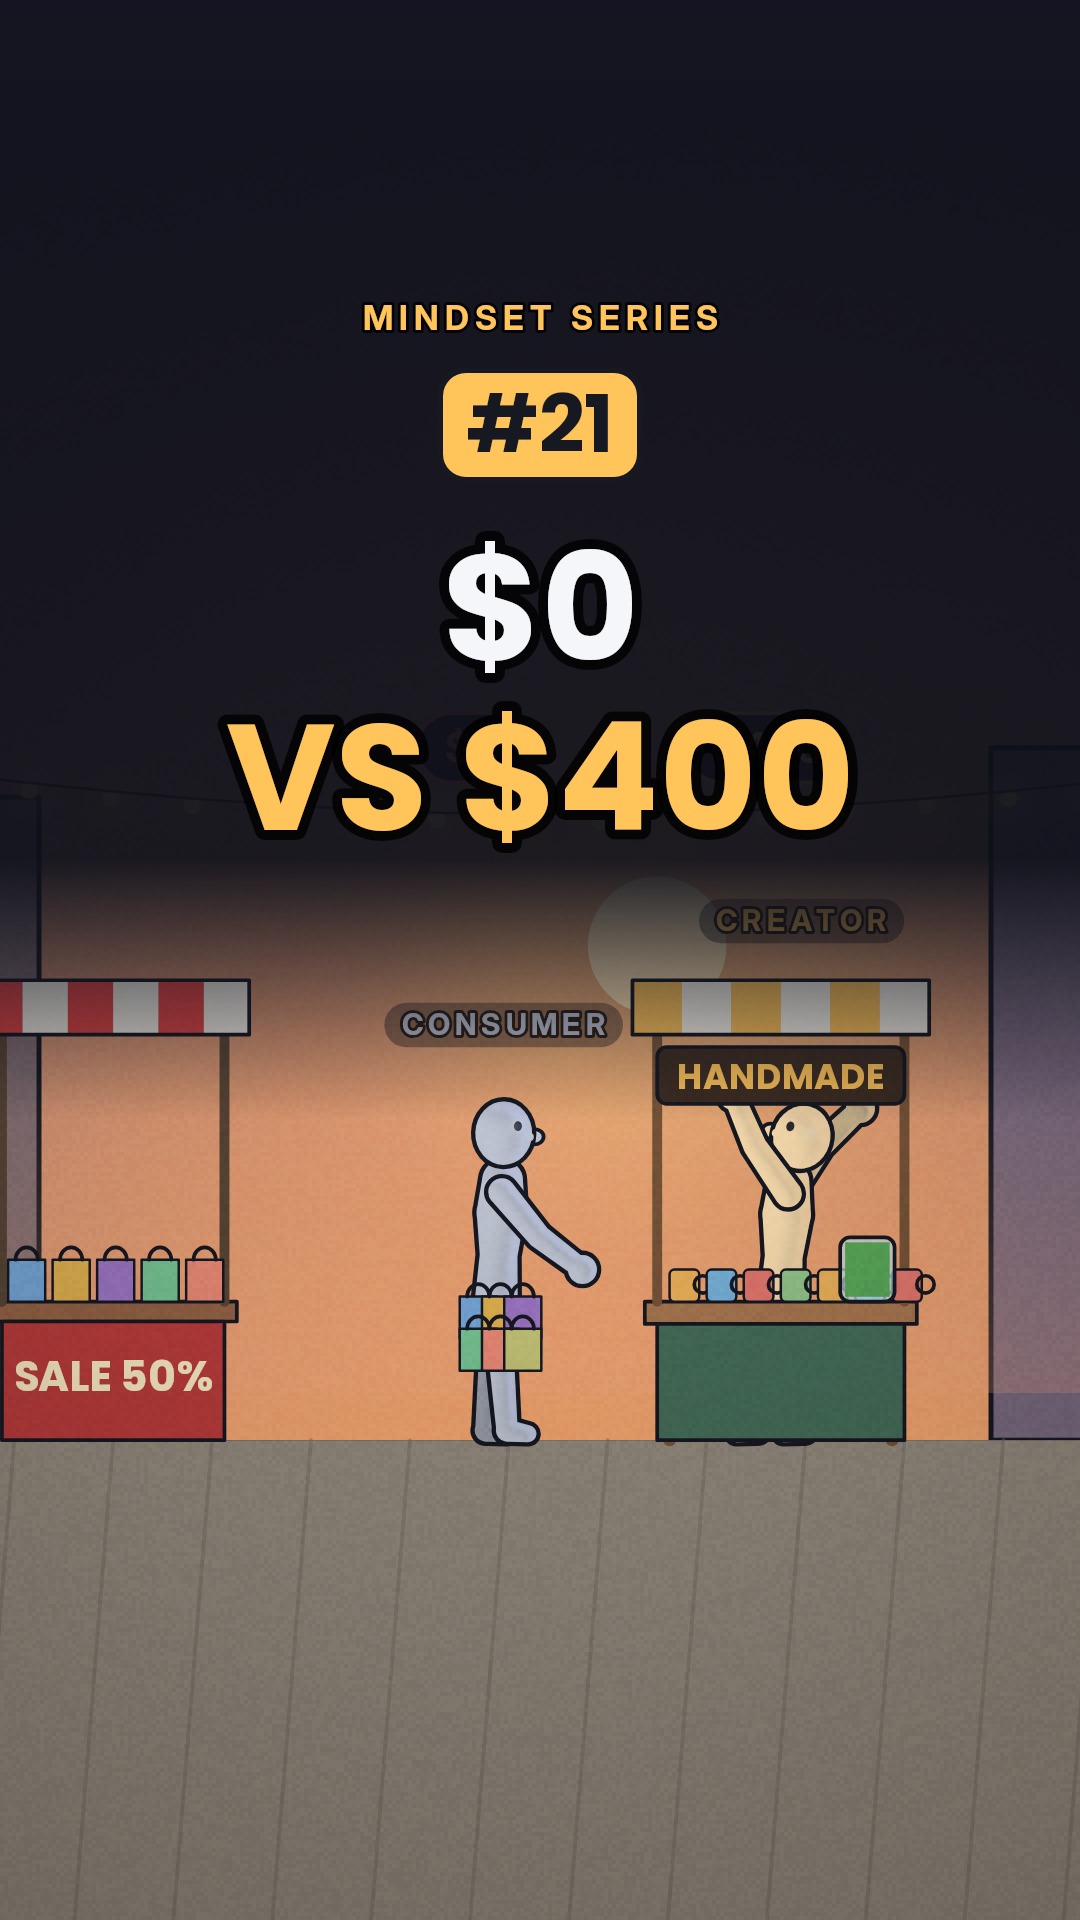 MINDSET SERIES
#21
$0
VS $400
CREATOR
CONSUMER
HANDMADE
SALE 50%